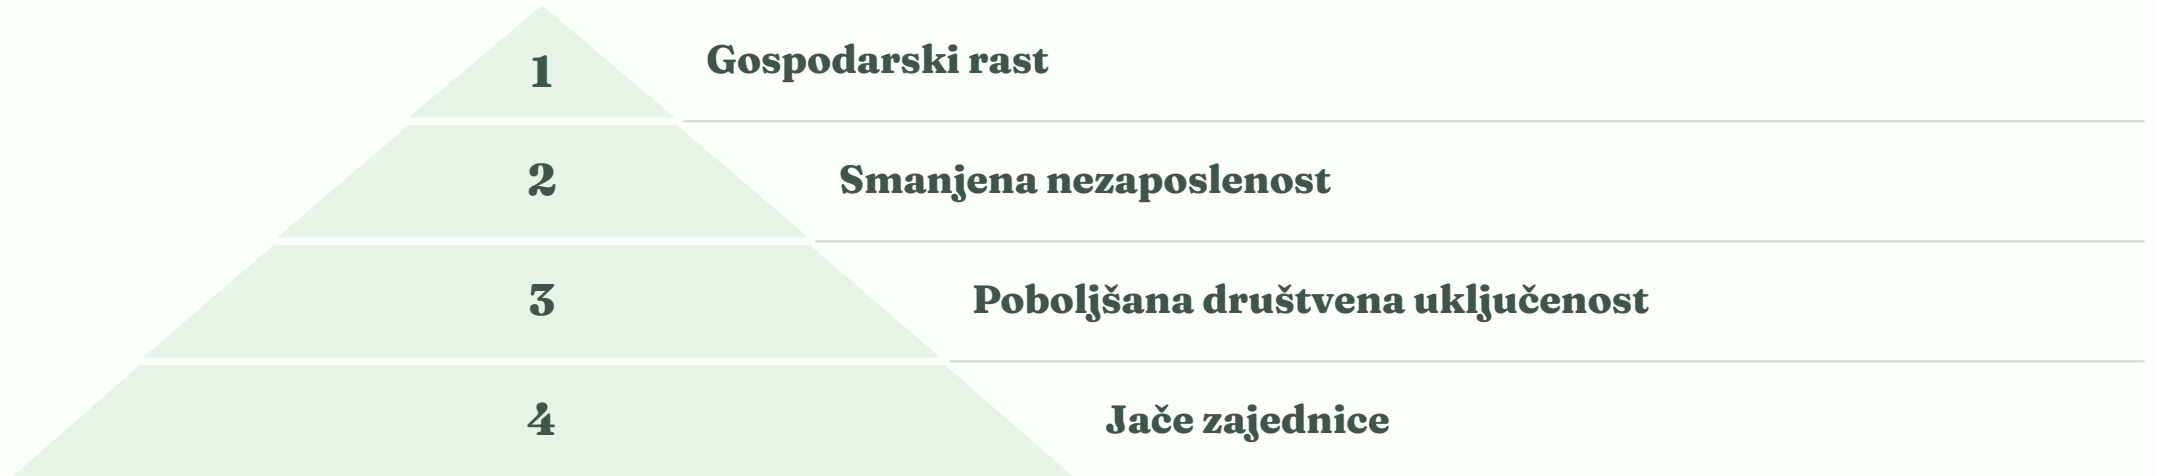 1
Gospodarski rast
2
Smanjena nezaposlenost
3
Poboljšana društvena uključenost
4
Jače zajednice